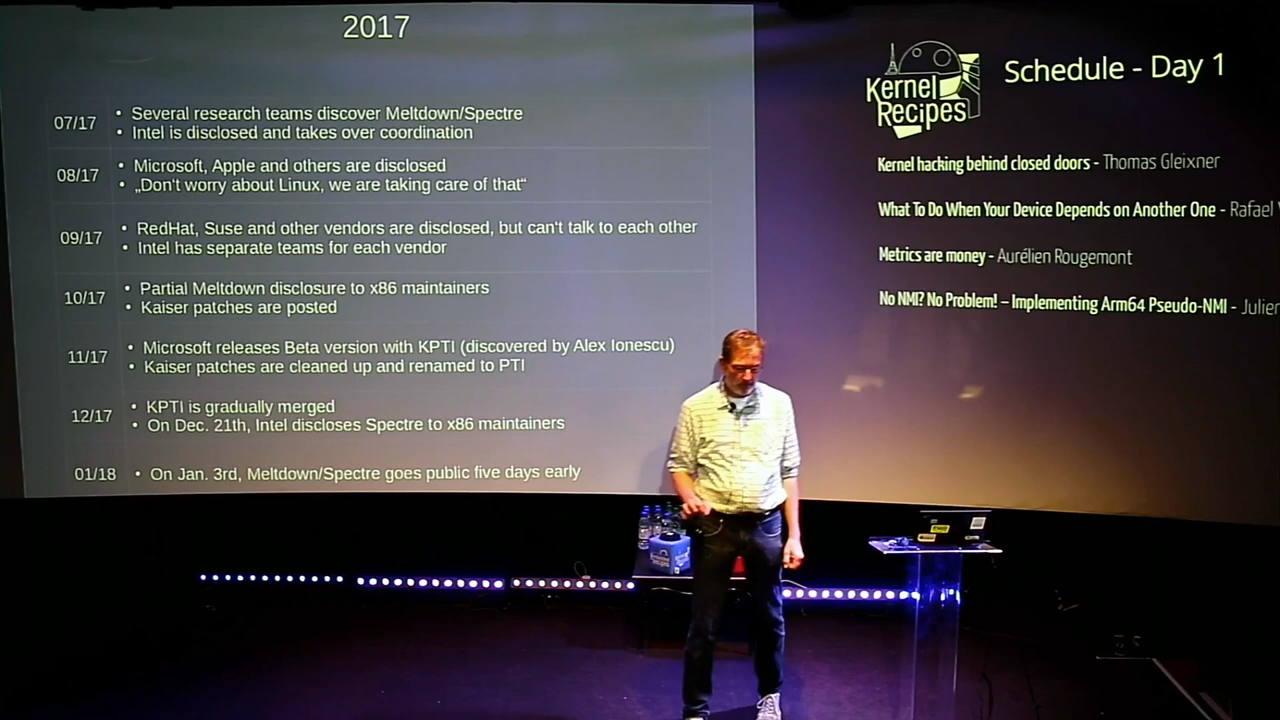 2017
07/17
• Several research teams discover Meltdown/Spectre
• Intel is disclosed and takes over coordination
08/17
• Microsoft, Apple and others are disclosed
• „Don't worry about Linux, we are taking care of that“
09/17
• RedHat, Suse and other vendors are disclosed, but can't talk to each other
• Intel has separate teams for each vendor
10/17
• Partial Meltdown disclosure to x86 maintainers
• Kaiser patches are posted
11/17
• Microsoft releases Beta version with KPTI (discovered by Alex Ionescu)
• Kaiser patches are cleaned up and renamed to PTI
12/17
• KPTI is gradually merged
• On Dec. 21th, Intel discloses Spectre to x86 maintainers
01/18
• On Jan. 3rd, Meltdown/Spectre goes public five days early
Kernel
Recipes
Schedule - Day 1
Kernel hacking behind closed doors - Thomas Gleixner
What To Do When Your Device Depends on Another One - Rafael
Metrics are money - Aurélien Rougemont
No NMI? No Problem! – Implementing Arm64 Pseudo-NMI - Julien